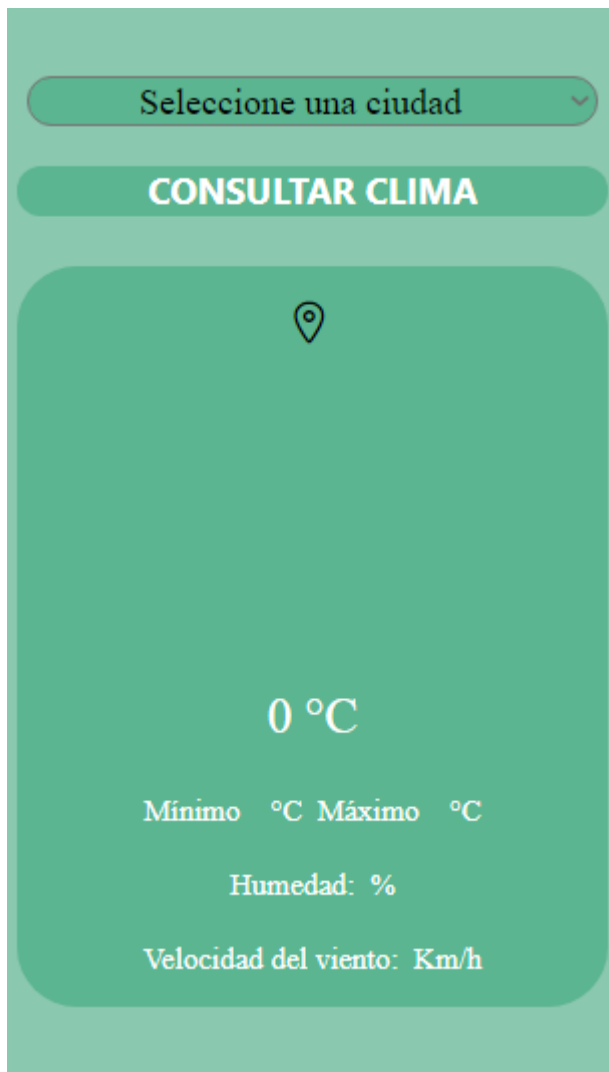 Seleccione una ciudad
CONSULTAR CLIMA
0 °C
Mínimo °C Máximo °C
Humedad: %
Velocidad del viento: Km/h